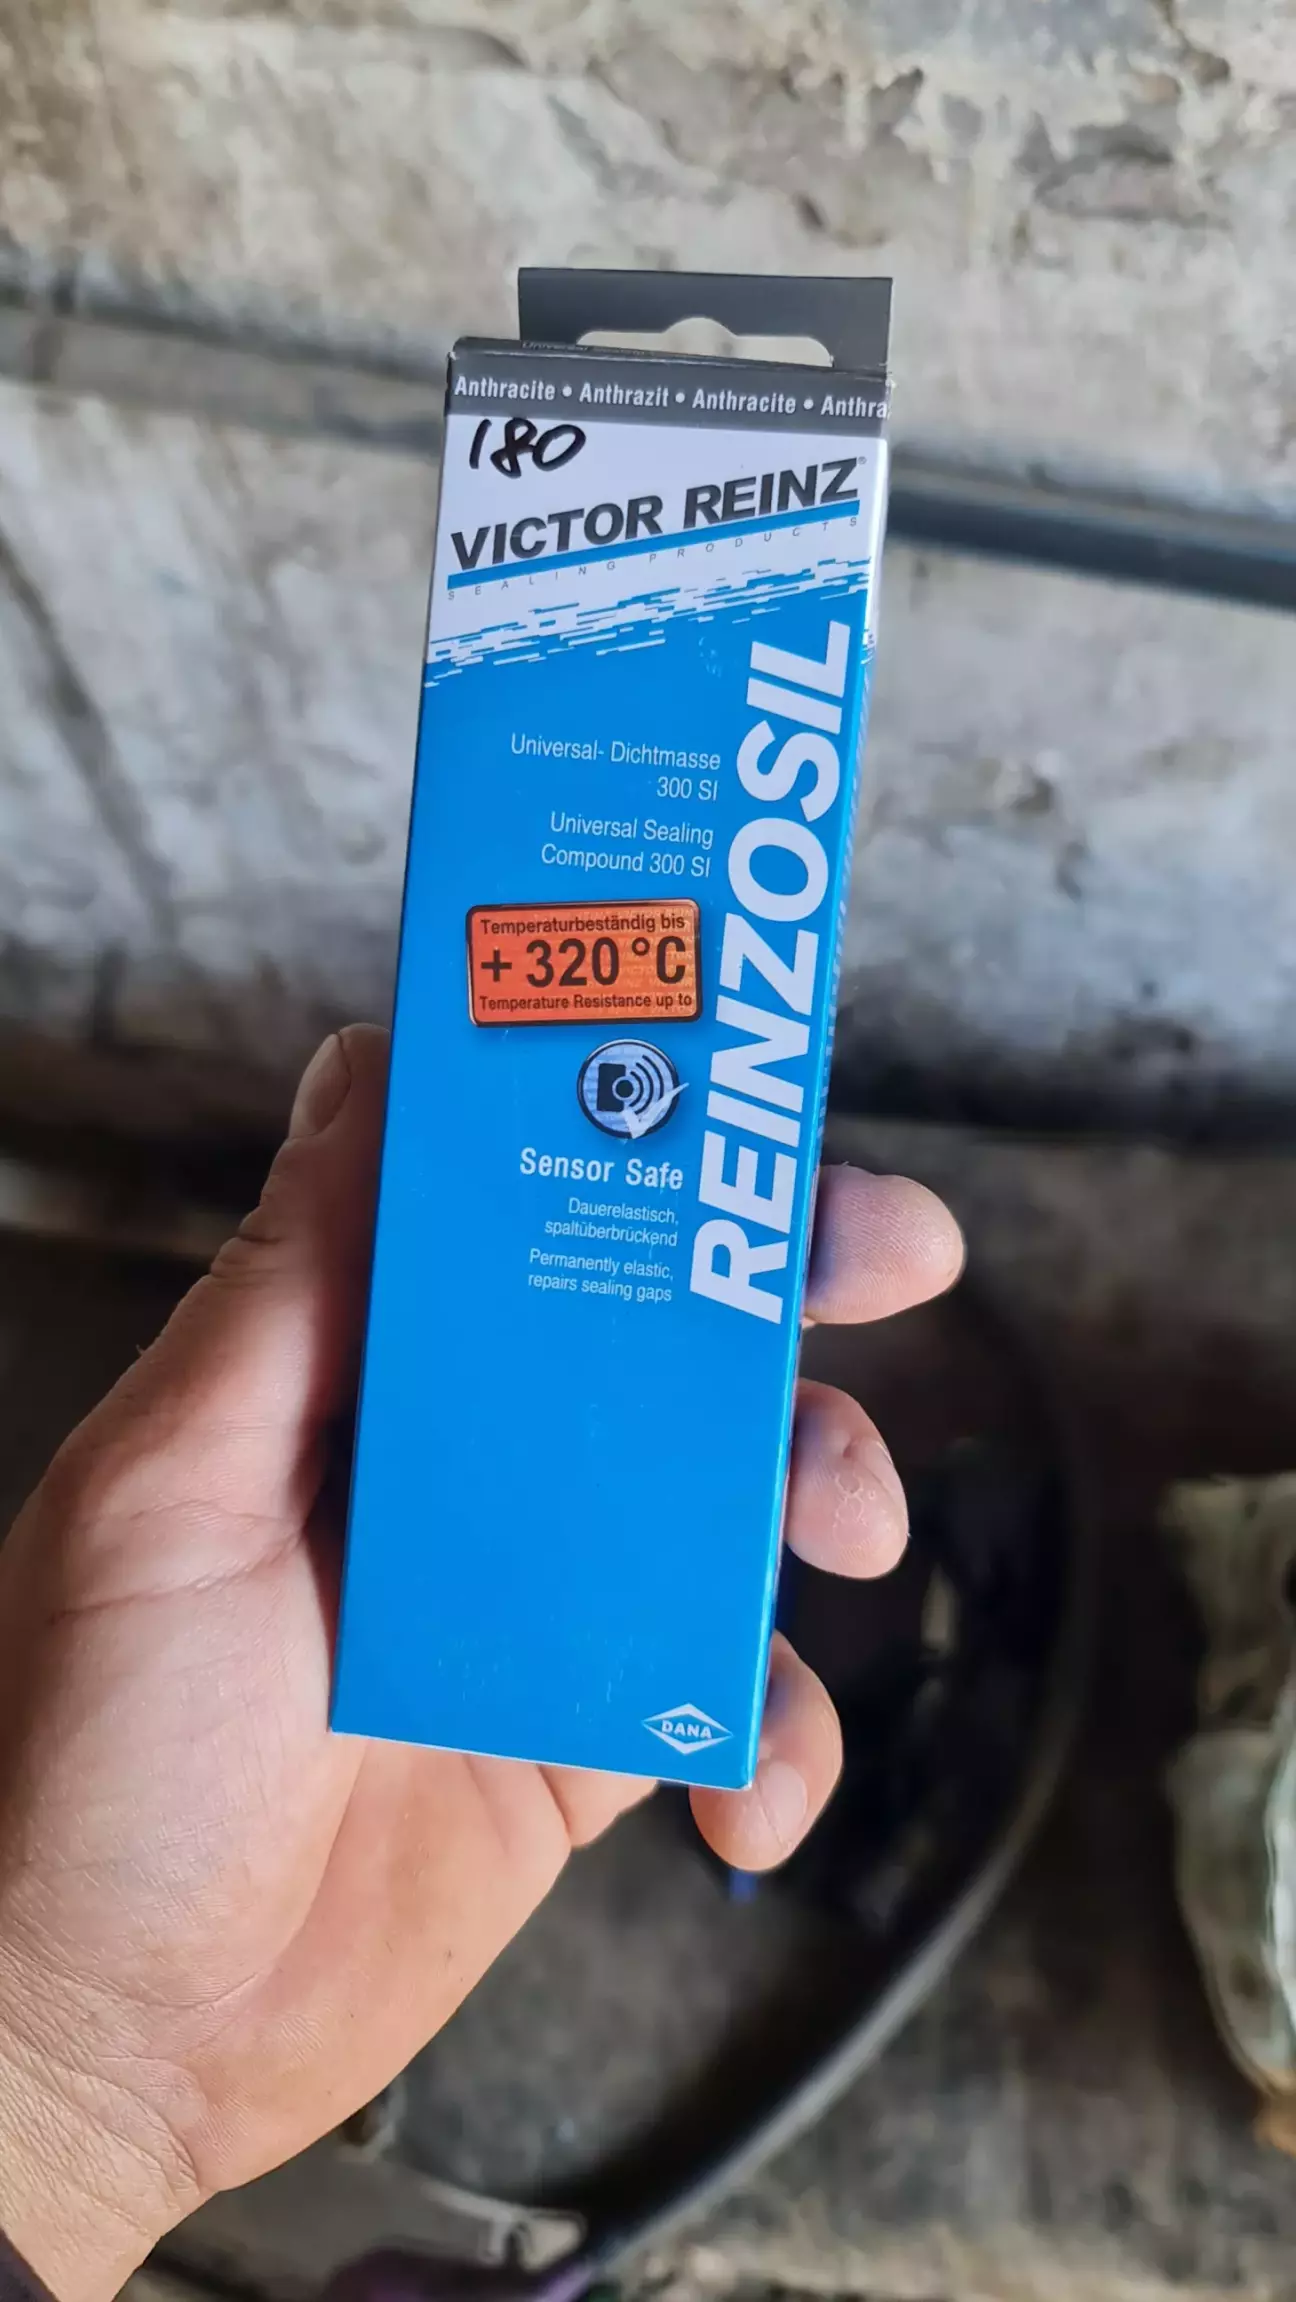 Anthracite • Anthrazit • Anthracite • Anthra
180
VICTOR REINZ®
SEALING PRODUCTS
REINZOSIL
Universal- Dichtmasse
300 SI
Universal Sealing
Compound 300 SI
Temperaturbeständig bis
+ 320 °C
Temperature Resistance up to
Sensor Safe
Dauerelastisch,
spaltüberbrückend
Permanently elastic,
repairs sealing gaps
DANA